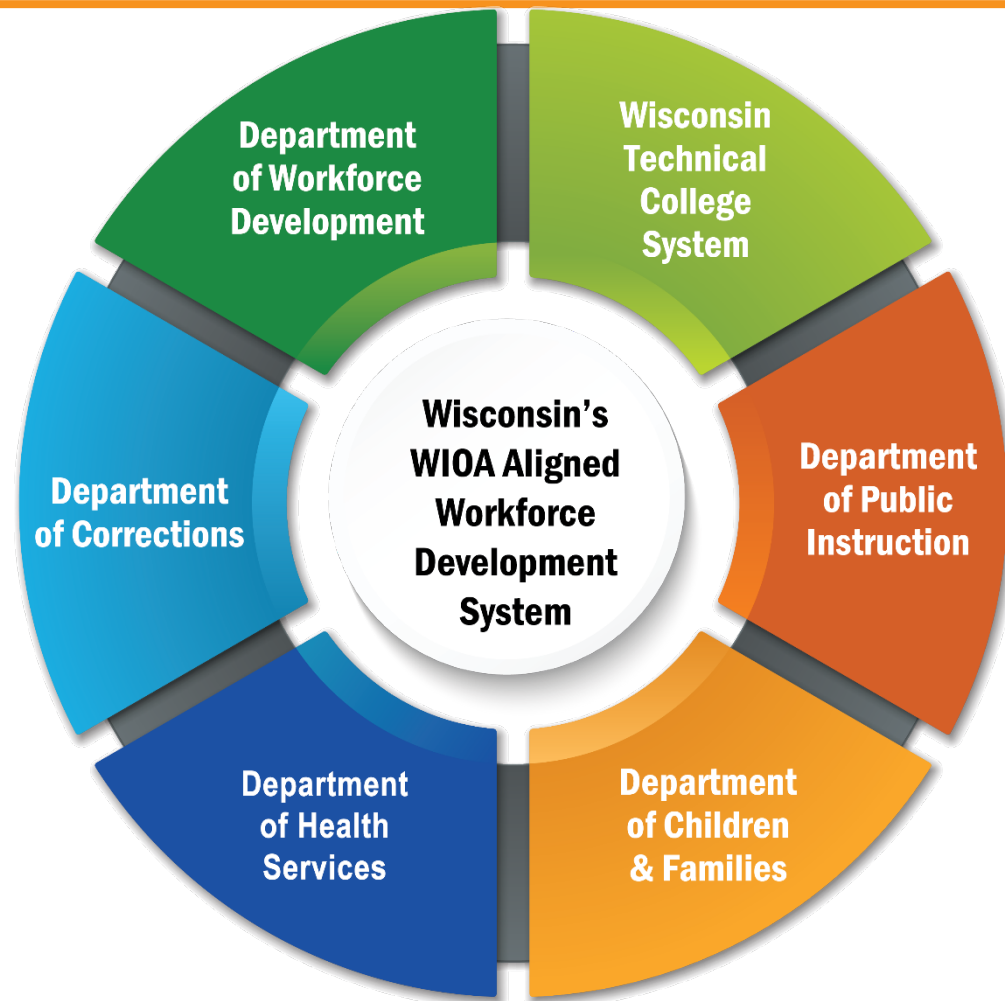 Department
of Workforce
Development
Wisconsin
Technical
College
System
Department
of Public
Instruction
Department
of Children
& Families
Department
of Health
Services
Department
of Corrections
Wisconsin’s
WIOA Aligned
Workforce
Development
System